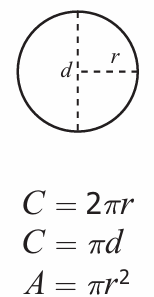 d r
C = 2πr
C = πd
A = πr²